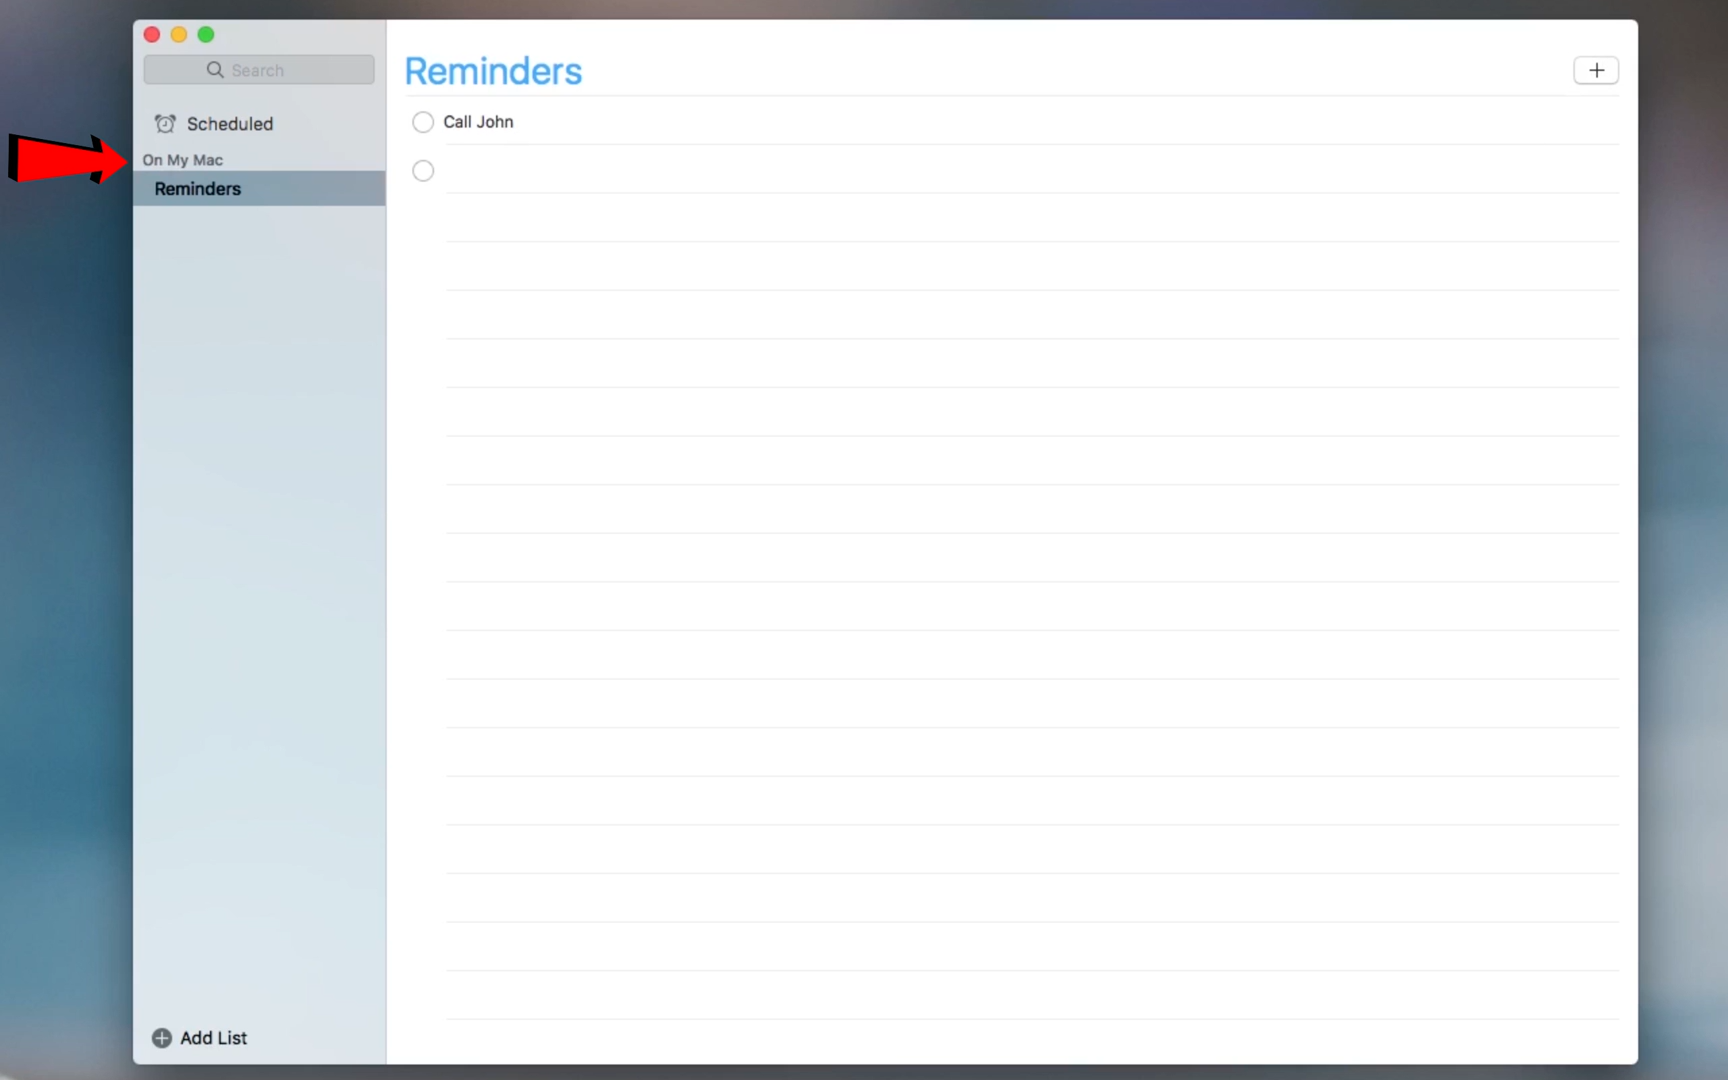 Search
Scheduled
On My Mac
Reminders
Add List
Reminders
Call John